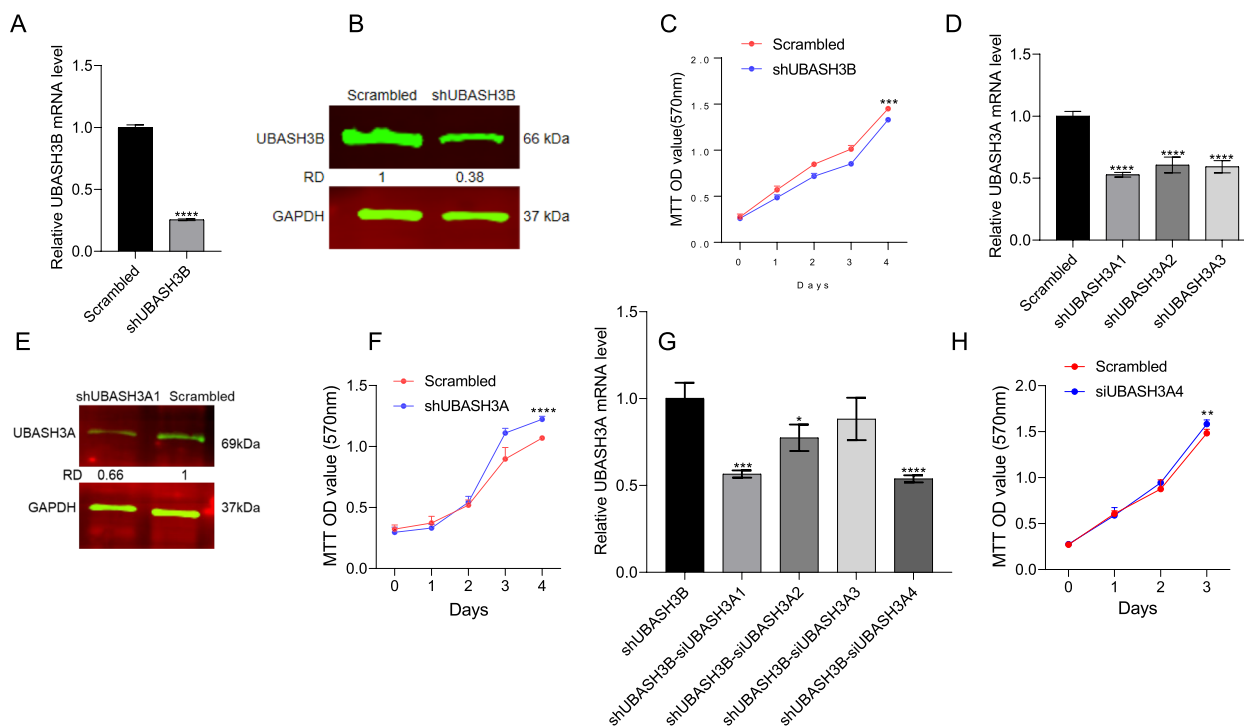 A
Relative UBASH3B mRNA level
1.5
1.0
0.5
0.0
****
Scrambled
shUBASH3B
B
Scrambled shUBASH3B
UBASH3B
66 kDa
RD 1 0.38
GAPDH
37 kDa
C
Scrambled
shUBASH3B
MTT OD value(570nm)
2.0
1.5
1.0
0.5
0.0
***
0 1 2 3 4
Days
D
Relative UBASH3A mRNA level
1.5
1.0
0.5
0.0
**** **** ****
Scrambled
shUBASH3A1
shUBASH3A2
shUBASH3A3
E
shUBASH3A1 Scrambled
UBASH3A
69kDa
RD 0.66 1
GAPDH
37kDa
F
Scrambled
shUBASH3A
MTT OD value (570nm)
1.5
1.0
0.5
0.0
****
0 1 2 3 4
Days
G
Relative UBASH3A mRNA level
1.5
1.0
0.5
0.0
***
*
****
shUBASH3B
shUBASH3B-siUBASH3A1
shUBASH3B-siUBASH3A2
shUBASH3B-siUBASH3A3
shUBASH3B-siUBASH3A4
H
Scrambled
siUBASH3A4
MTT OD value (570nm)
2.0
1.5
1.0
0.5
0.0
**
0 1 2 3
Days